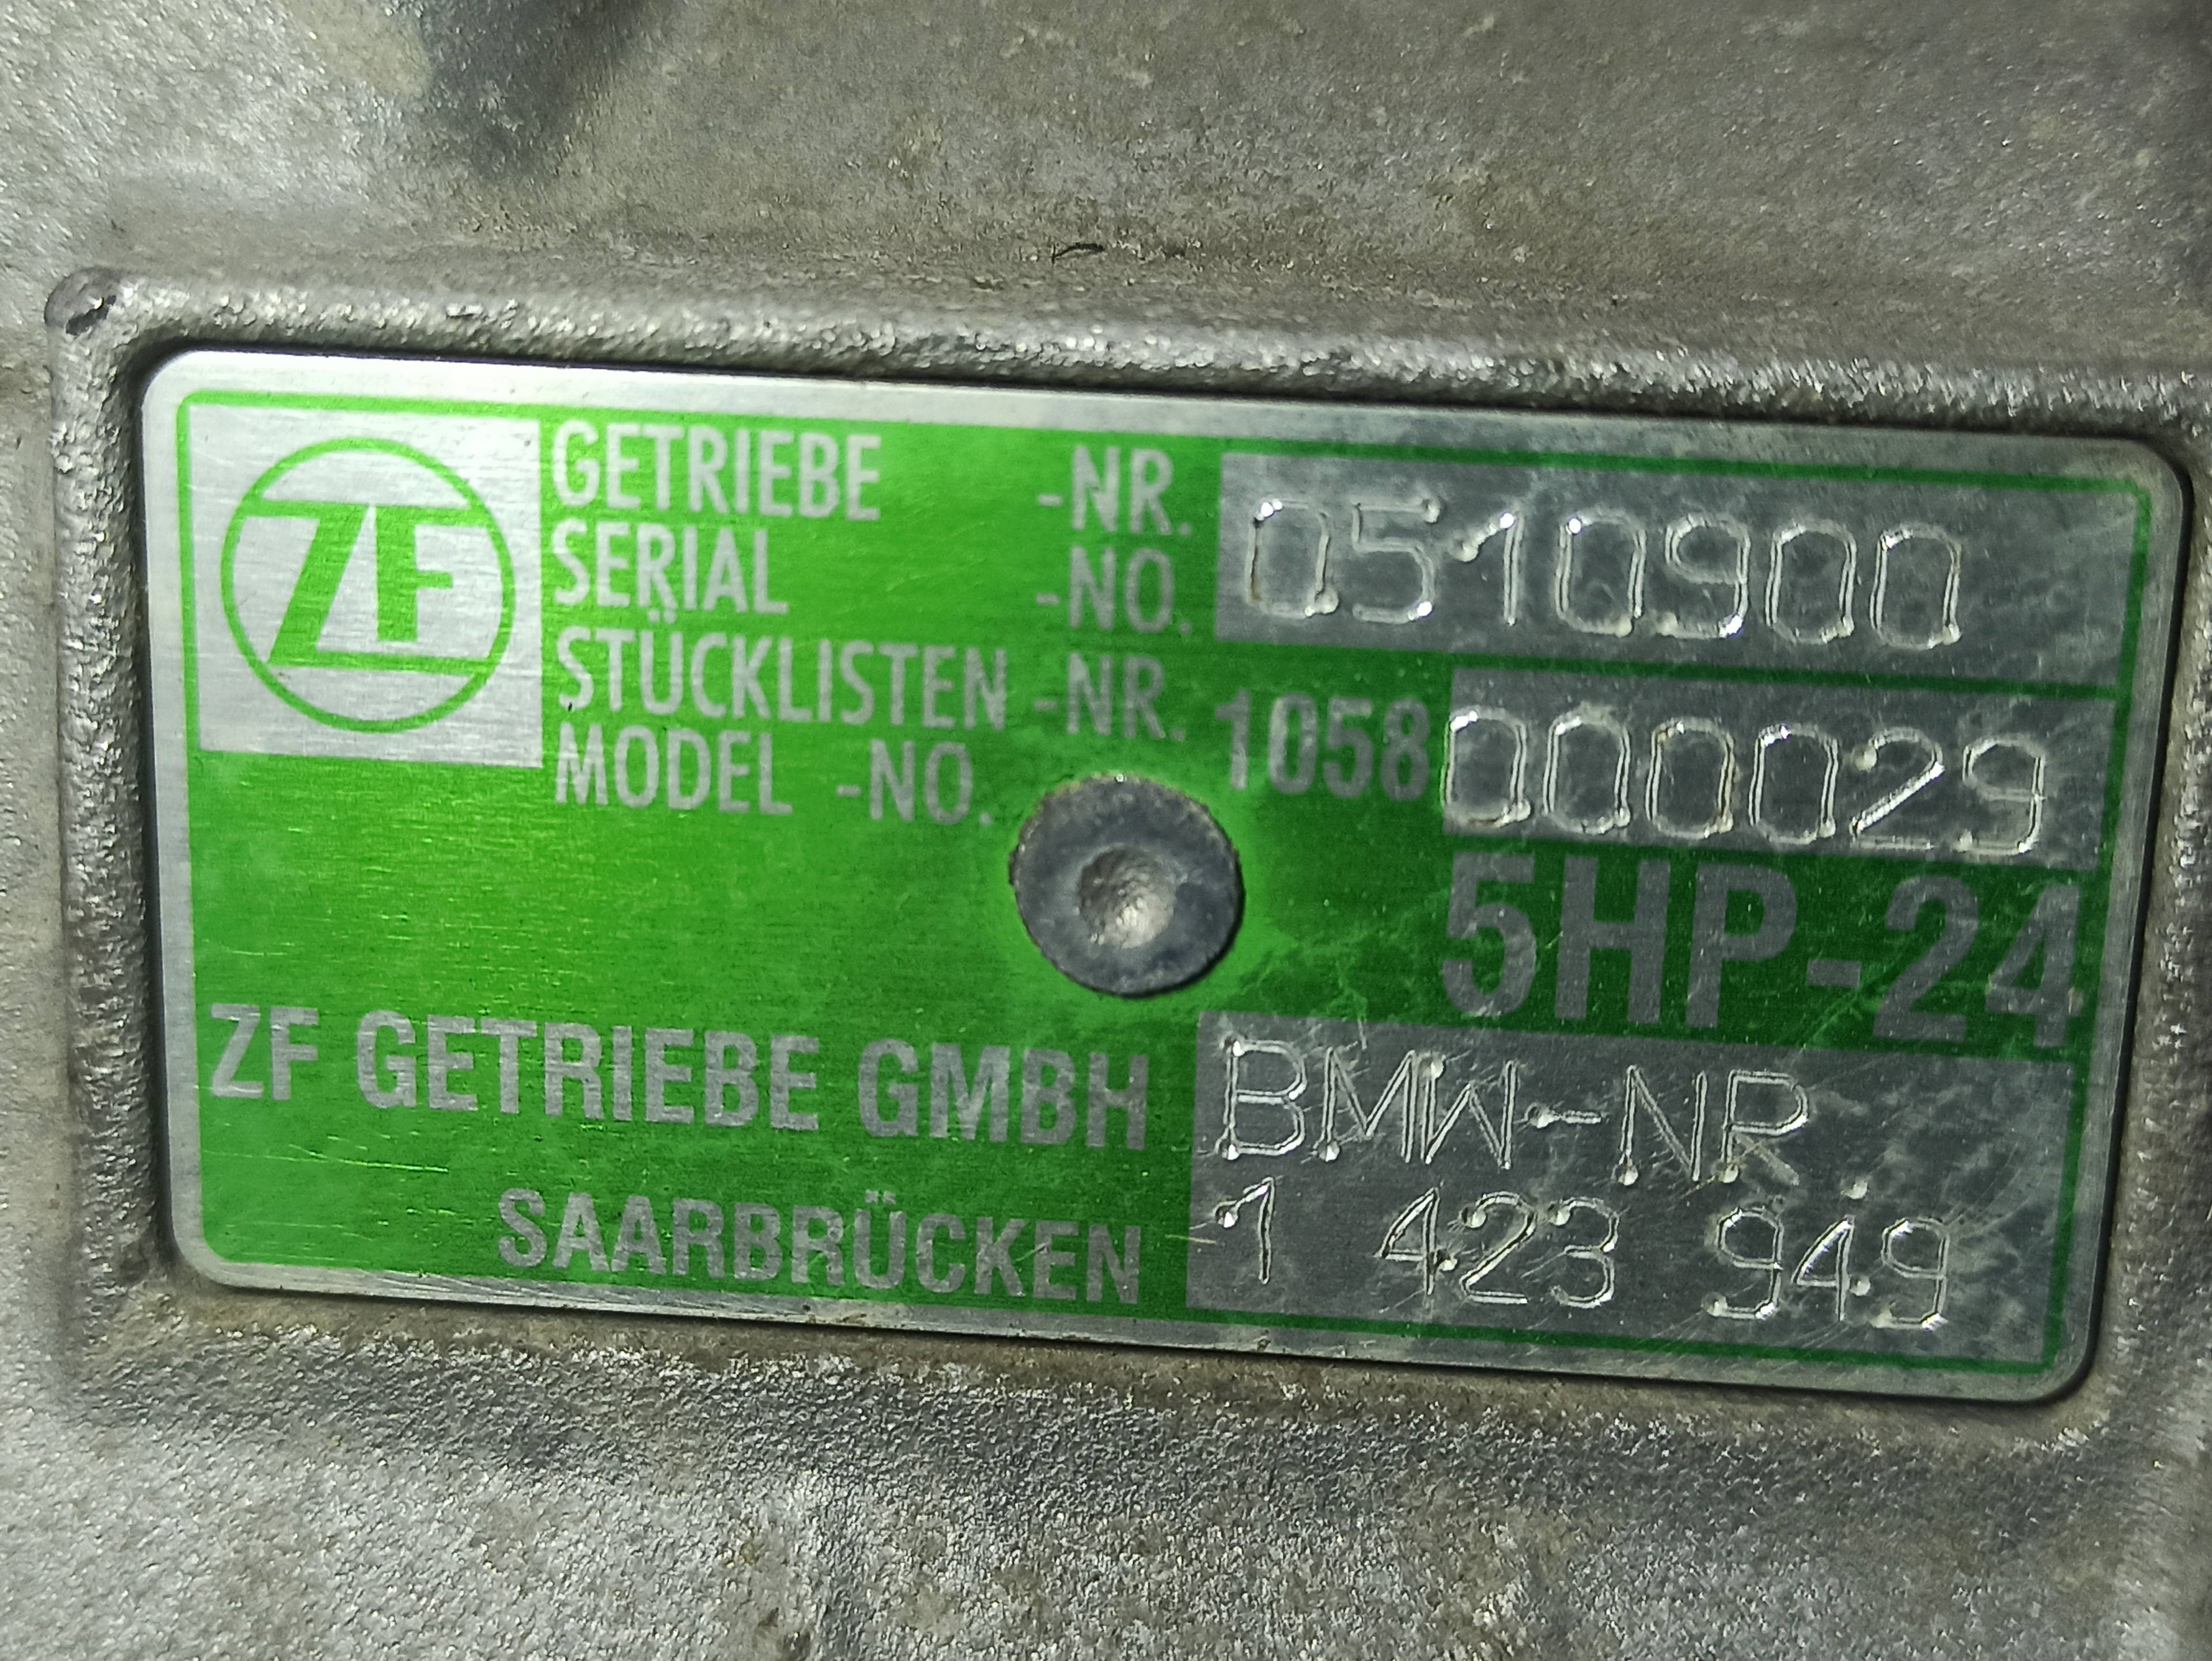 ZF
GETRIEBE -NR.
SERIAL -NO. 0510900
STÜCKLISTEN -NR.
MODEL -NO. 1058 000029
5HP-24
ZF GETRIEBE GMBH BMW-NR.
SAARBRÜCKEN 1 423 949